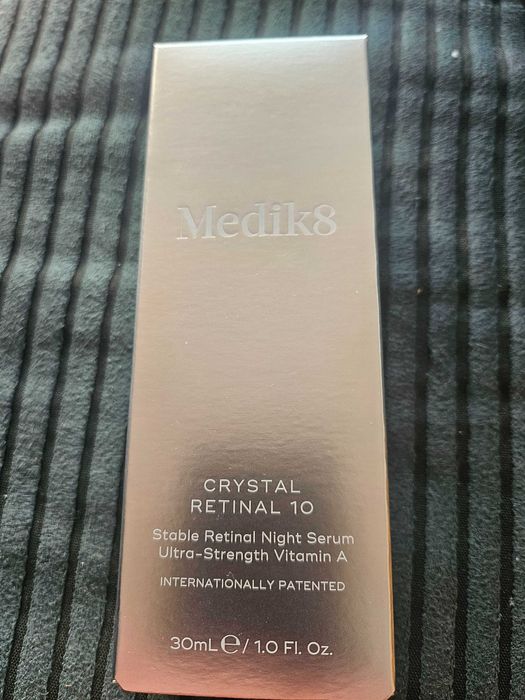 Medik8
CRYSTAL
RETINAL 10
Stable Retinal Night Serum
Ultra-Strength Vitamin A
INTERNATIONALLY PATENTED
30mL ℮ / 1.0 Fl. Oz.